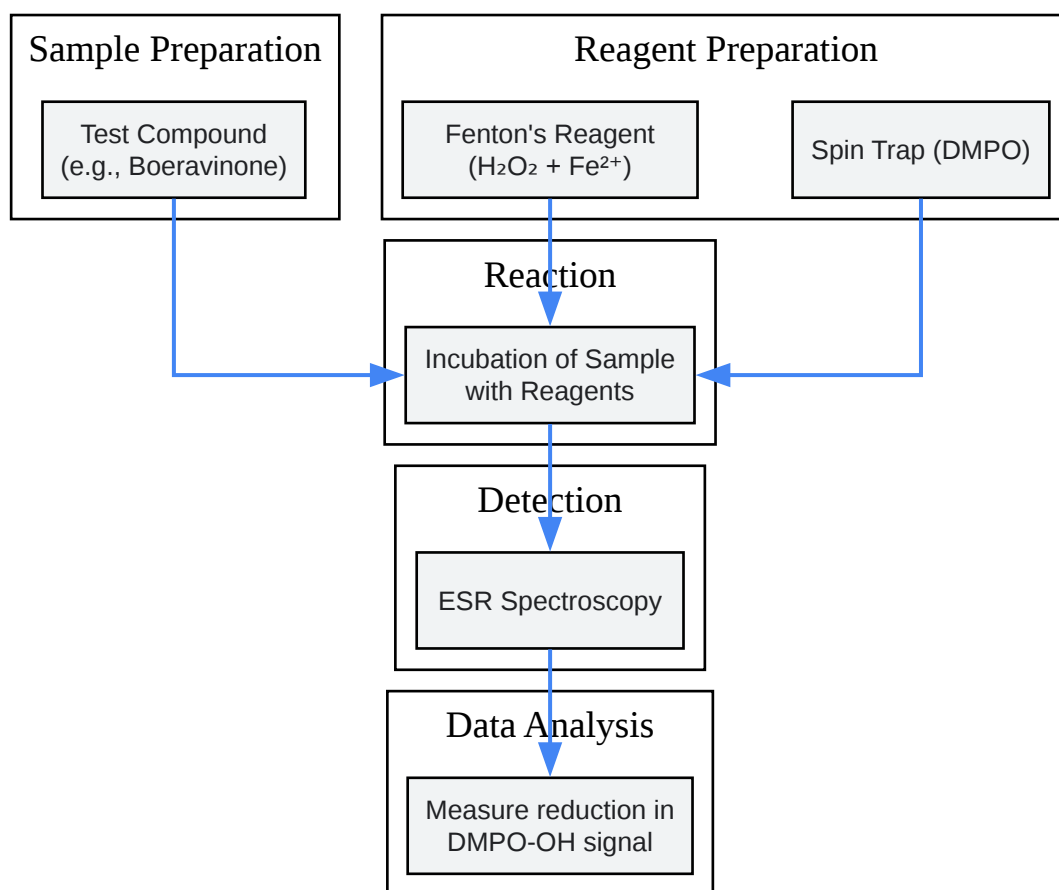 Sample Preparation
Test Compound
(e.g., Boeravinone)
Reagent Preparation
Fenton's Reagent
(H₂O₂ + Fe²⁺)
Spin Trap (DMPO)
Reaction
Incubation of Sample
with Reagents
Detection
ESR Spectroscopy
Data Analysis
Measure reduction in
DMPO-OH signal